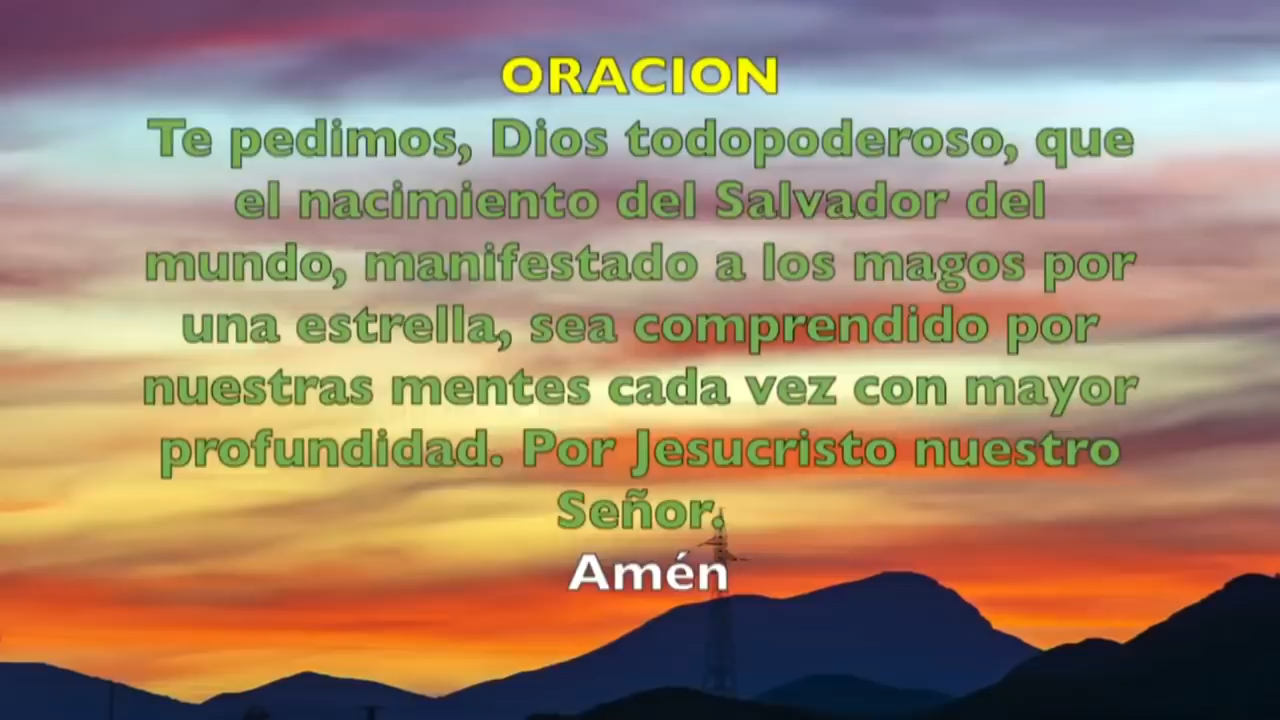 ORACION
Te pedimos, Dios todopoderoso, que
el nacimiento del Salvador del
mundo, manifestado a los magos por
una estrella, sea comprendido por
nuestras mentes cada vez con mayor
profundidad. Por Jesucristo nuestro
Señor.
Amén